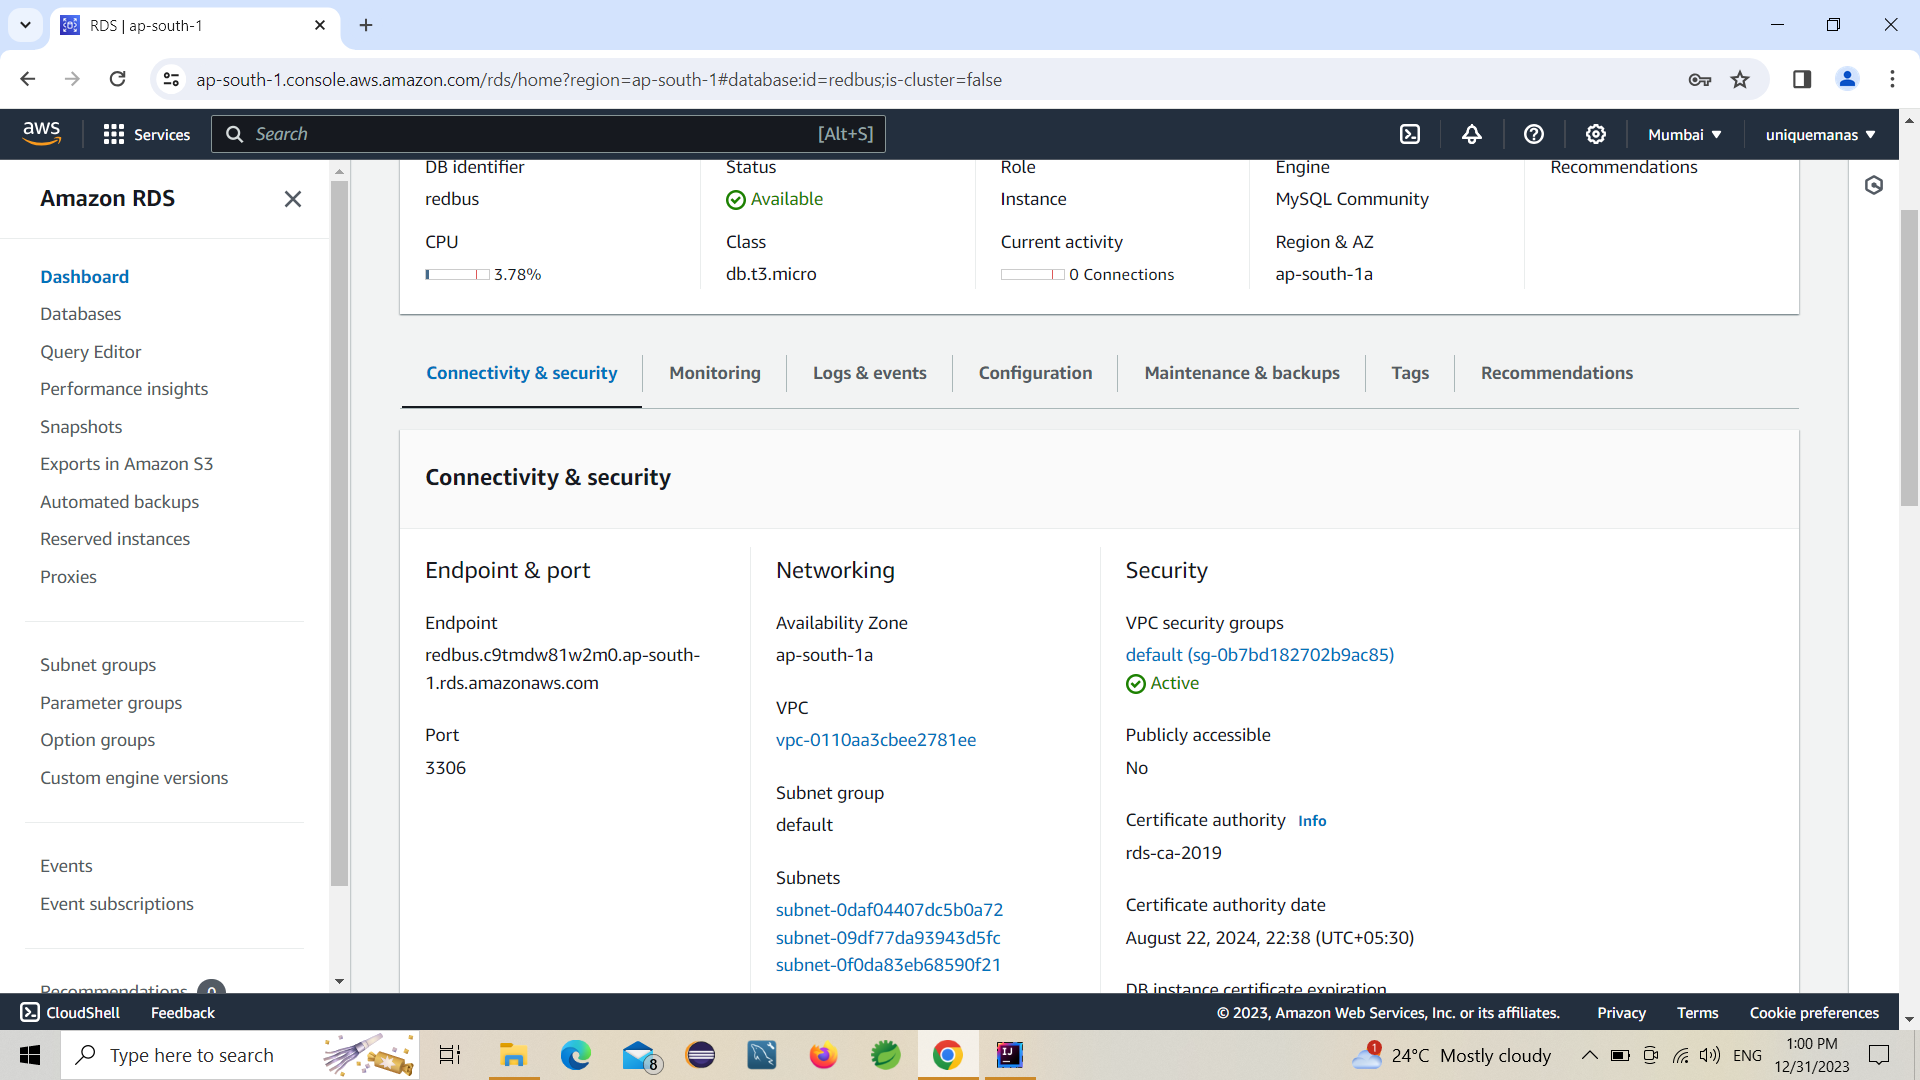 RDS | ap-south-1
ap-south-1.console.aws.amazon.com/rds/home?region=ap-south-1#database:id=redbus;is-cluster=false
aws
Services
Search
[Alt+S]
Mumbai
uniquemanas
Amazon RDS
Dashboard
Databases
Query Editor
Performance insights
Snapshots
Exports in Amazon S3
Automated backups
Reserved instances
Proxies
Subnet groups
Parameter groups
Option groups
Custom engine versions
Events
Event subscriptions
Recommendations 0
DB identifier
redbus
CPU
3.78%
Status
Available
Class
db.t3.micro
Role
Instance
Current activity
0 Connections
Engine
MySQL Community
Region & AZ
ap-south-1a
Recommendations
Connectivity & security
Monitoring
Logs & events
Configuration
Maintenance & backups
Tags
Recommendations
Connectivity & security
Endpoint & port
Endpoint
redbus.c9tmdw81w2m0.ap-south-
1.rds.amazonaws.com
Port
3306
Networking
Availability Zone
ap-south-1a
VPC
vpc-0110aa3cbee2781ee
Subnet group
default
Subnets
subnet-0daf04407dc5b0a72
subnet-09df77da93943d5fc
subnet-0f0da83eb68590f21
Security
VPC security groups
default (sg-0b7bd182702b9ac85)
Active
Publicly accessible
No
Certificate authority Info
rds-ca-2019
Certificate authority date
August 22, 2024, 22:38 (UTC+05:30)
DB instance certificate expiration
CloudShell
Feedback
© 2023, Amazon Web Services, Inc. or its affiliates.
Privacy
Terms
Cookie preferences
Type here to search
8
IJ
1
24°C Mostly cloudy
ENG
1:00 PM
12/31/2023